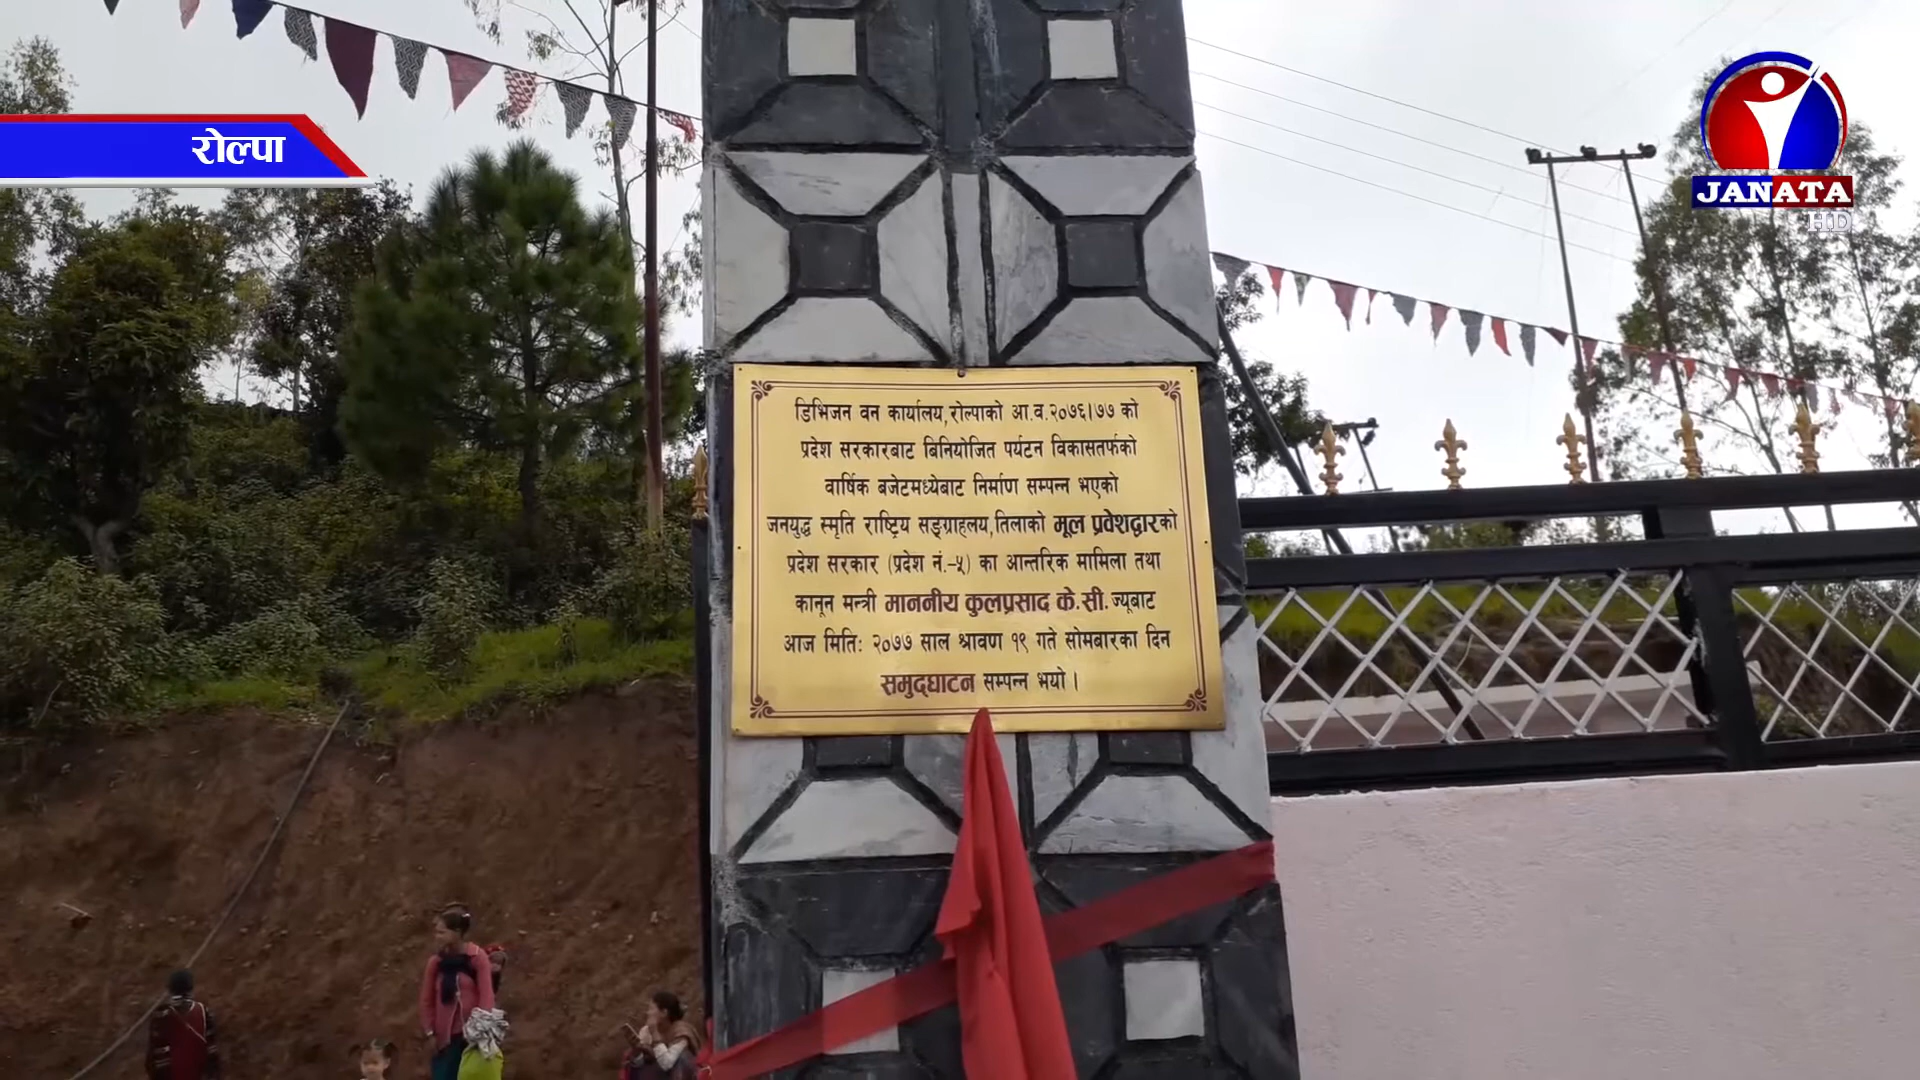 रोल्पा
JANATA
HD
डिभिजन वन कार्यालय,रोल्पाको आ.व.२०७६।७७ को
प्रदेश सरकारबाट बिनियोजित पर्यटन विकासतर्फको
वार्षिक बजेटमध्येबाट निर्माण सम्पन्न भएको
जनयुद्ध स्मृति राष्ट्रिय सङ्ग्राहलय,तिलाको मूल प्रवेशद्वारको
प्रदेश सरकार (प्रदेश नं.-५) का आन्तरिक मामिला तथा
कानून मन्त्री माननीय कुलप्रसाद के.सी. ज्यूबाट
आज मितिः २०७७ साल श्रावण १९ गते सोमबारका दिन
समुद्घाटन सम्पन्न भयो ।